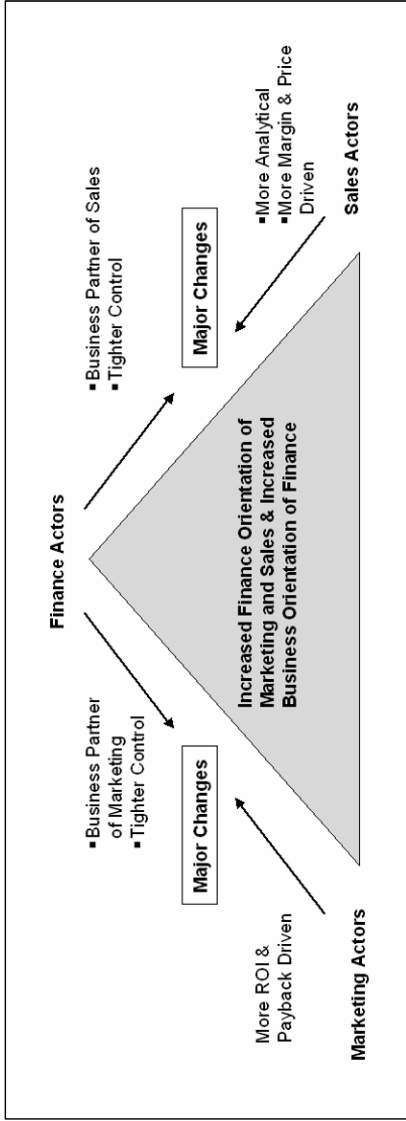 Finance Actors
▪Business Partner
of Marketing
▪Tighter Control
▪Business Partner of Sales
▪Tighter Control
Major Changes
Major Changes
More ROI &
Payback Driven
▪More Analytical
▪More Margin & Price
Driven
Increased Finance Orientation of
Marketing and Sales & Increased
Business Orientation of Finance
Marketing Actors
Sales Actors